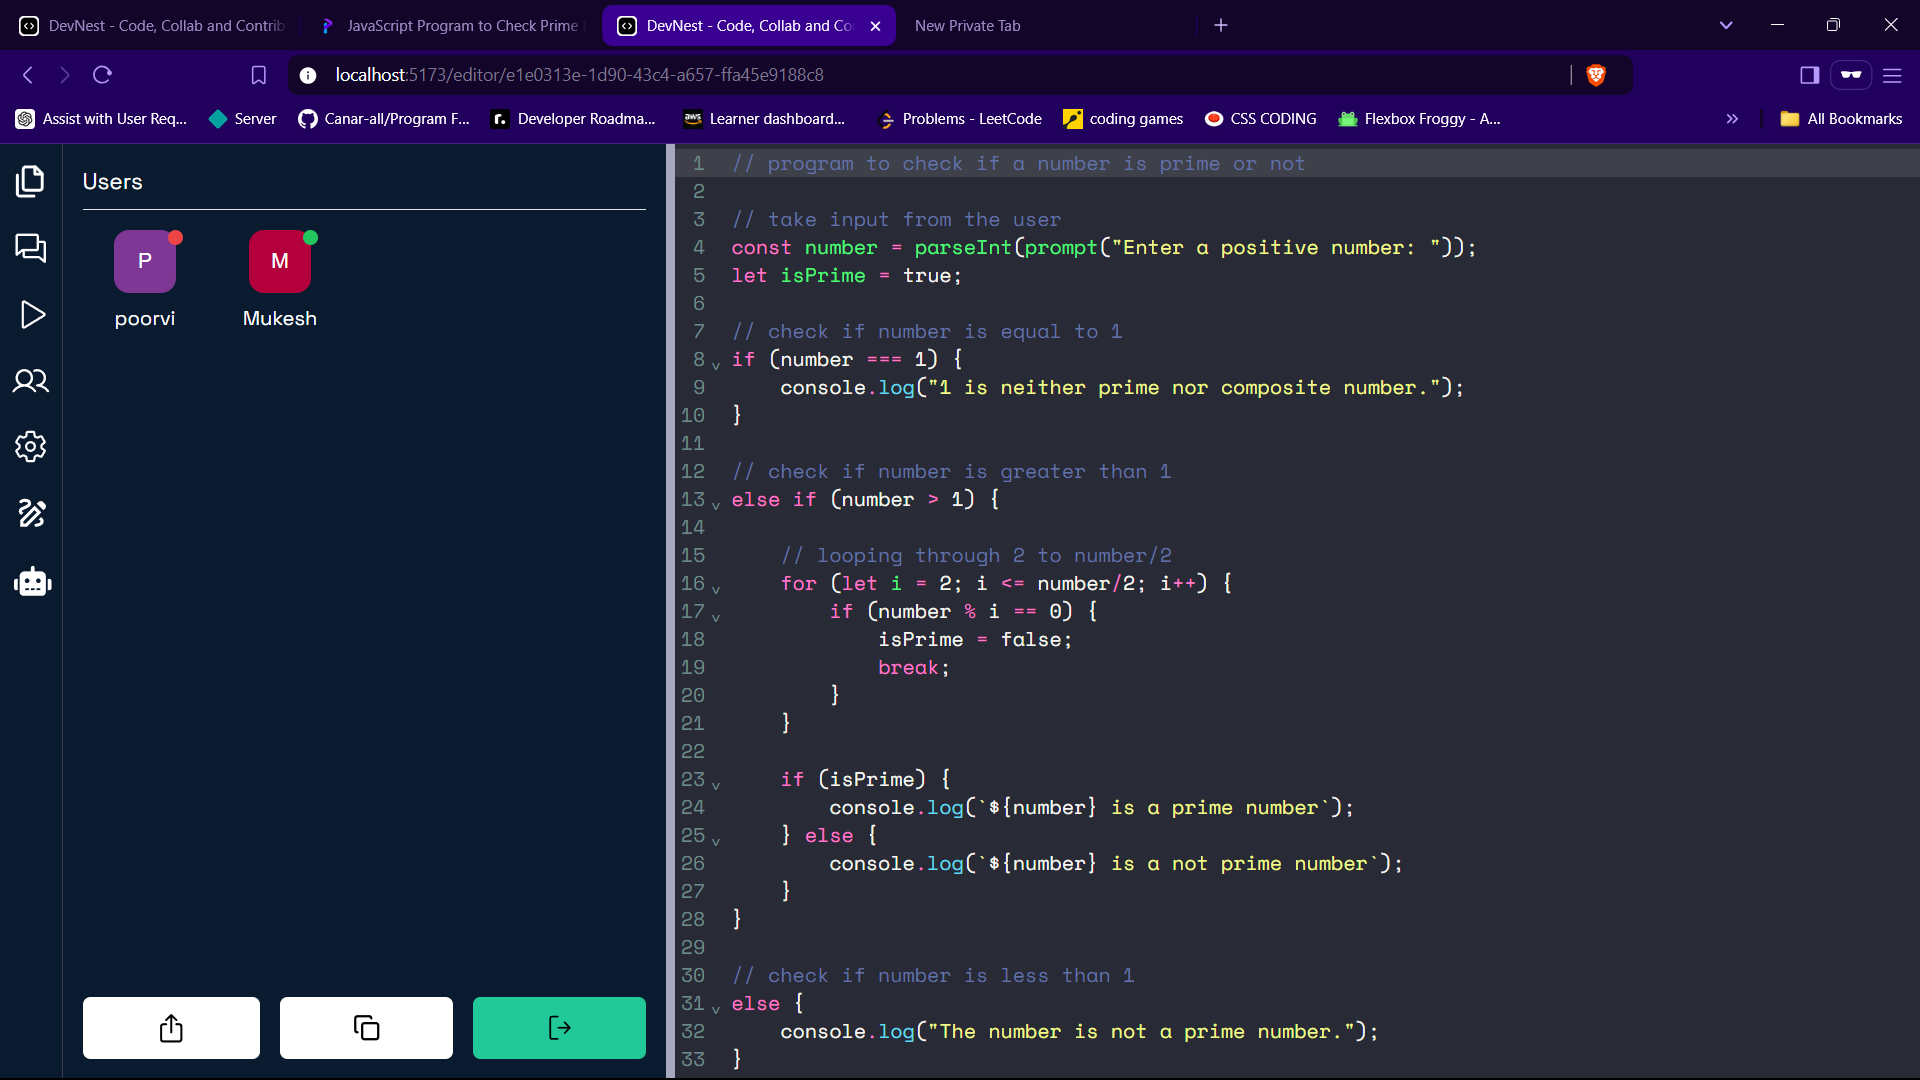 DevNest - Code, Collab and Contrib
JavaScript Program to Check Prime
DevNest - Code, Collab and Co
New Private Tab
localhost:5173/editor/e1e0313e-1d90-43c4-a657-ffa45e9188c8
Assist with User Req...
Server
Canar-all/Program F...
r.
Developer Roadma...
aws
Learner dashboard...
Problems - LeetCode
coding games
CSS CODING
Flexbox Froggy - A...
All Bookmarks
Users
P
M
poorvi
Mukesh
1 // program to check if a number is prime or not
2
3 // take input from the user
4 const number = parseInt(prompt("Enter a positive number: "));
5 let isPrime = true;
6
7 // check if number is equal to 1
8 if (number === 1) {
9     console.log("1 is neither prime nor composite number.");
10 }
11
12 // check if number is greater than 1
13 else if (number > 1) {
14
15     // looping through 2 to number/2
16     for (let i = 2; i <= number/2; i++) {
17         if (number % i == 0) {
18             isPrime = false;
19             break;
20         }
21     }
22
23     if (isPrime) {
24         console.log(`${number} is a prime number`);
25     } else {
26         console.log(`${number} is a not prime number`);
27     }
28 }
29
30 // check if number is less than 1
31 else {
32     console.log("The number is not a prime number.");
33 }